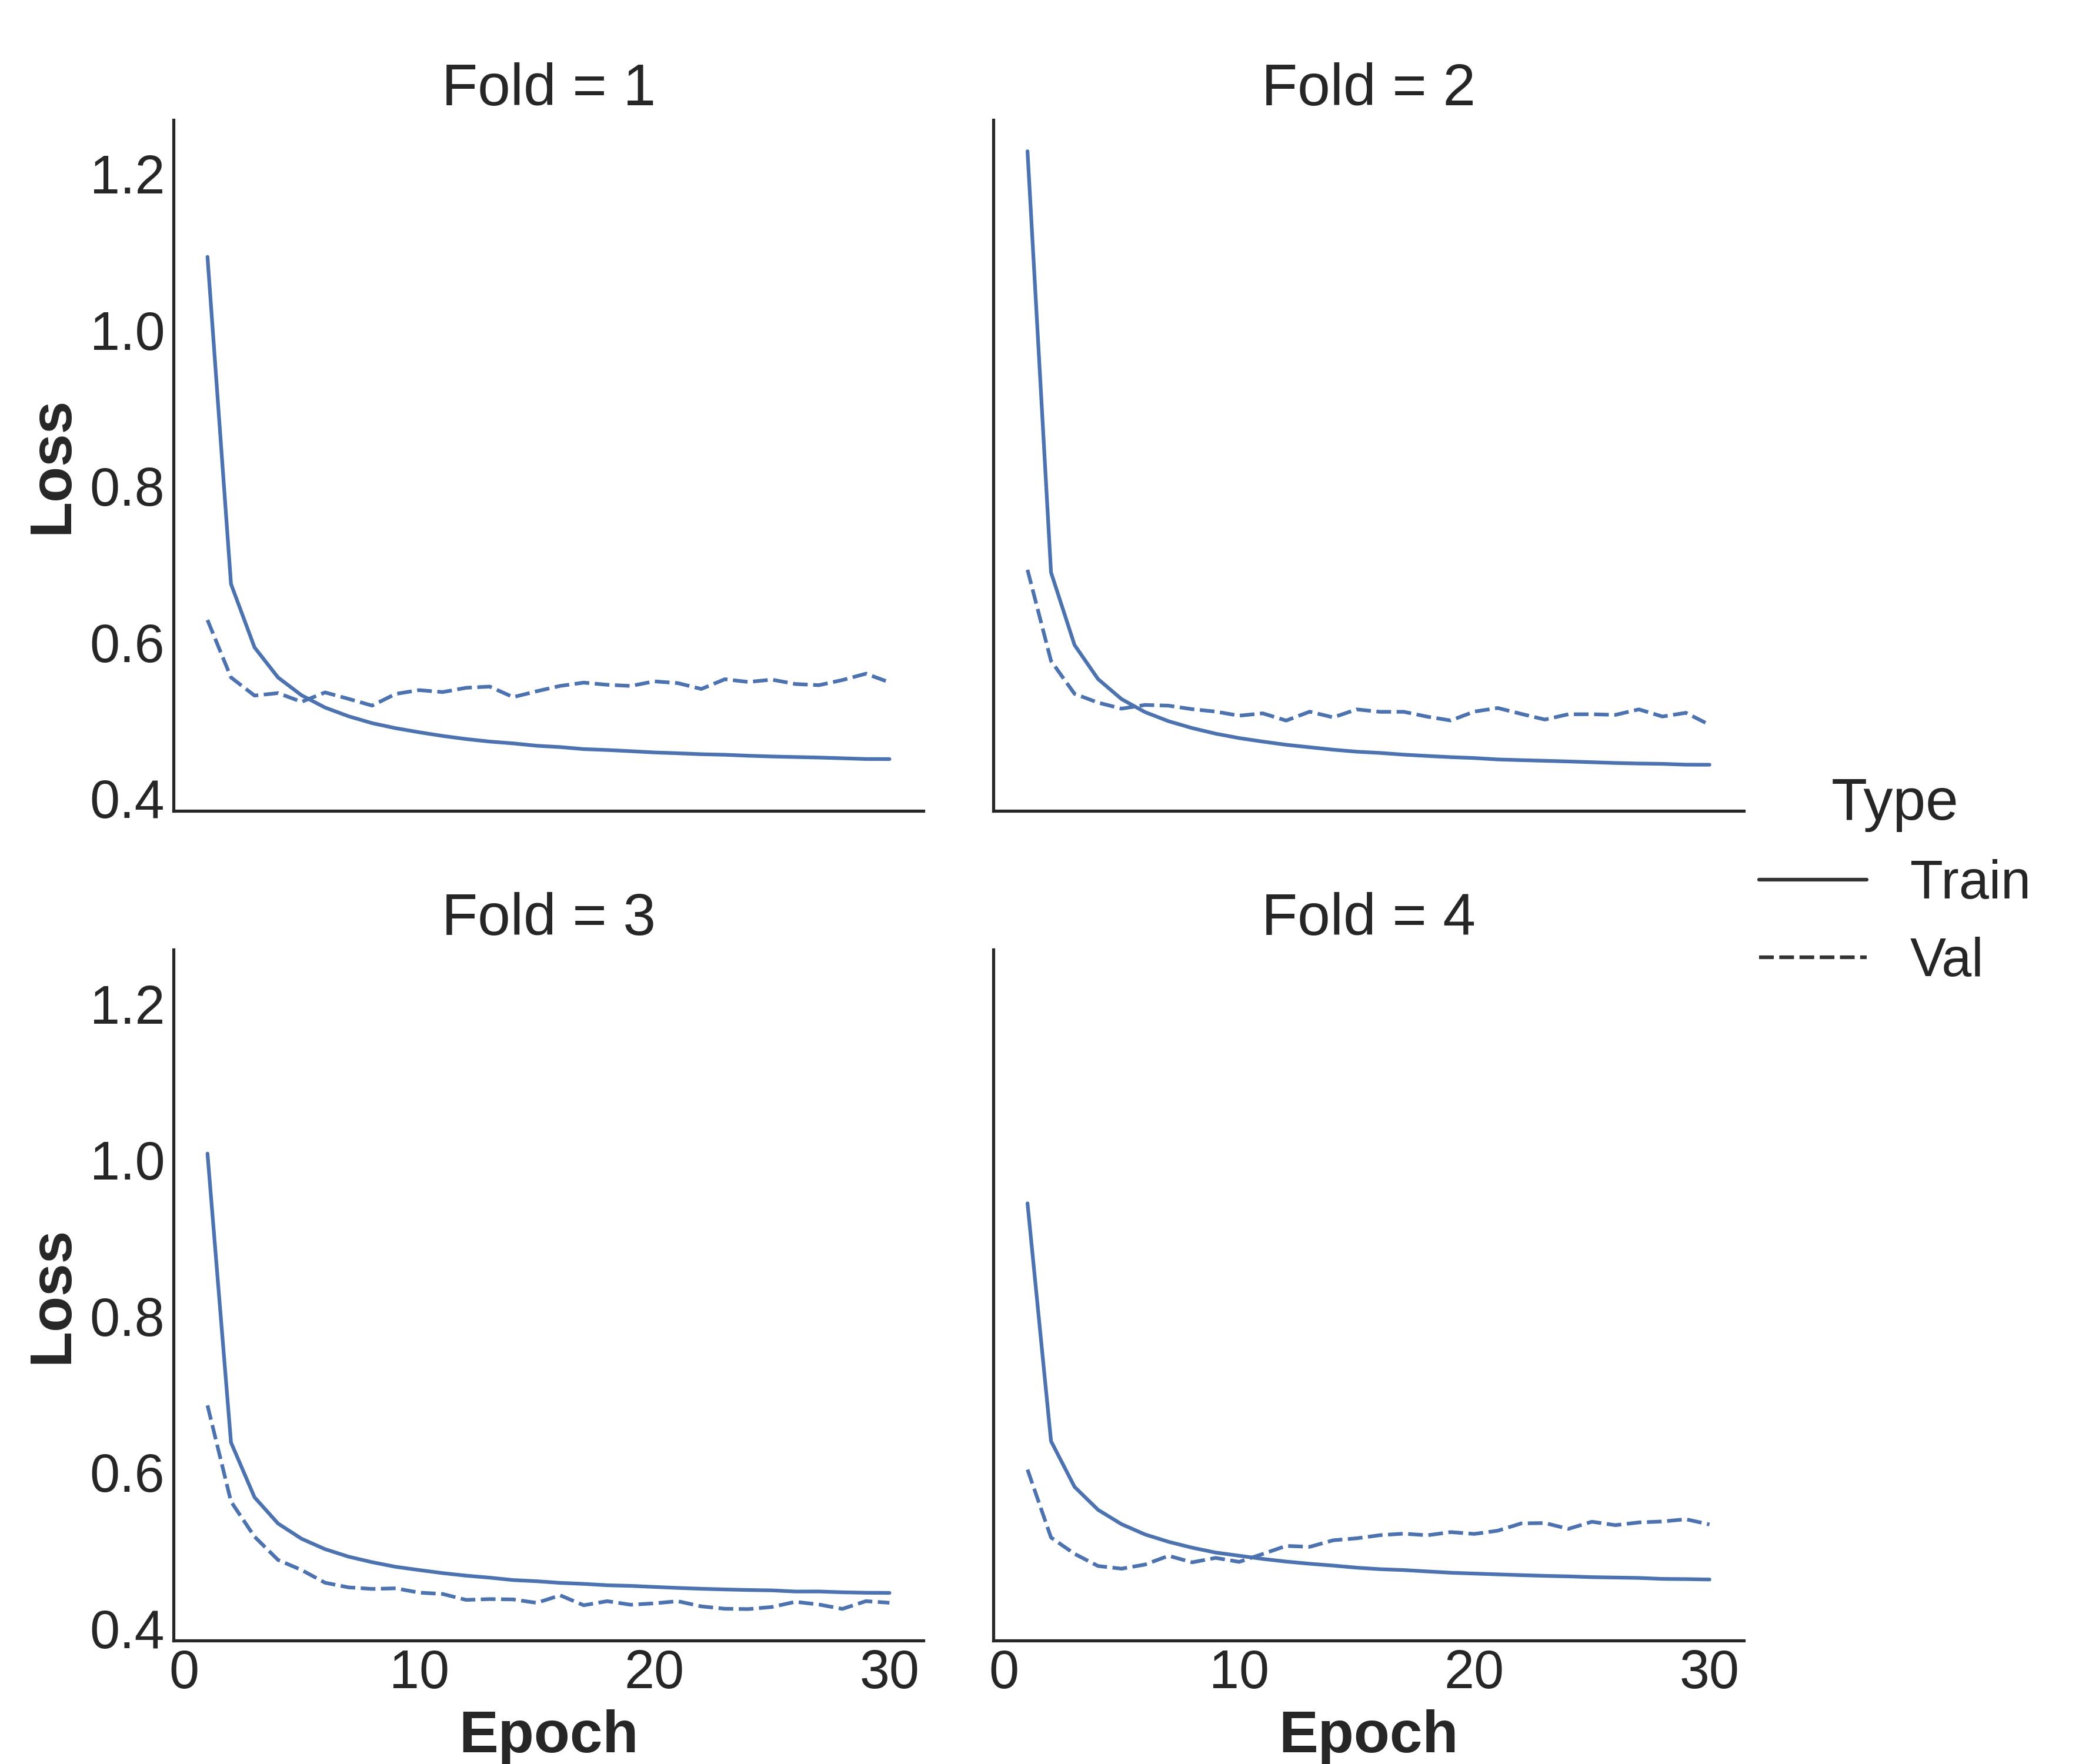 Fold = 1
Fold = 2
1.2
1.0
0.8
0.6
0.4
Loss
Type
Train
Val
Fold = 3
Fold = 4
1.2
1.0
0.8
0.6
0.4
Loss
0 10 20 30
0 10 20 30
Epoch
Epoch